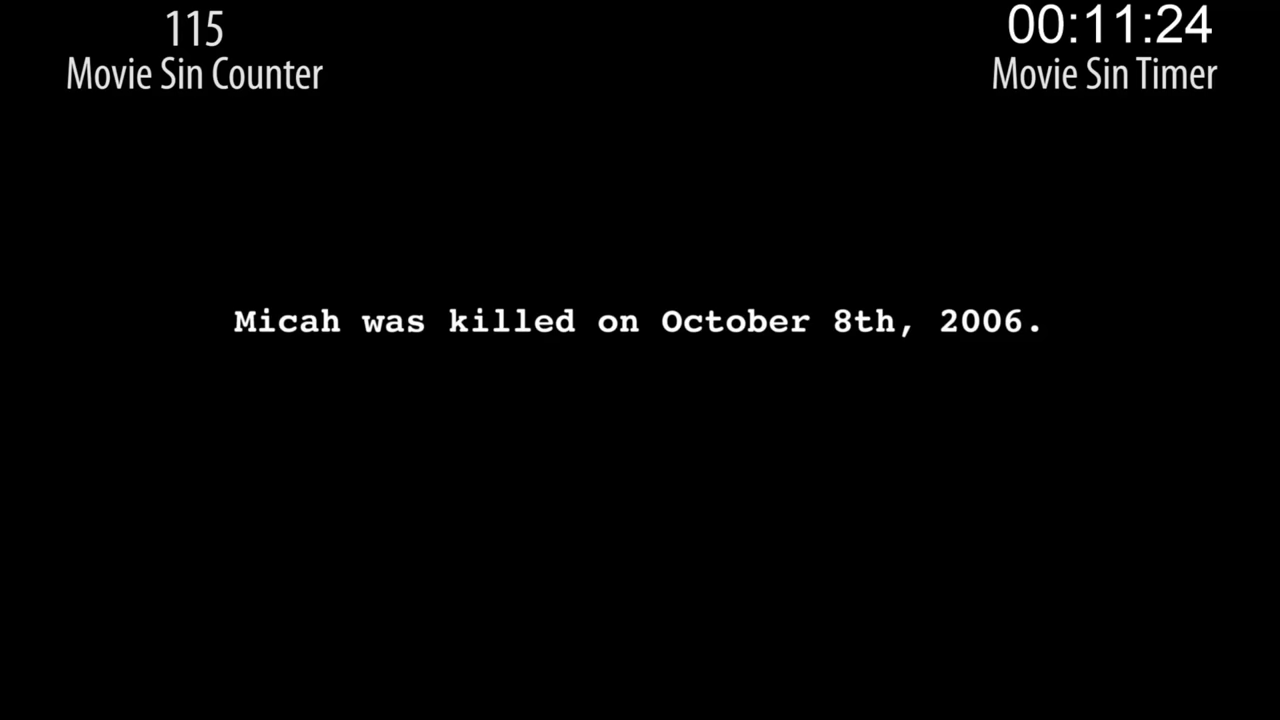 115
Movie Sin Counter
00:11:24
Movie Sin Timer
Micah was killed on October 8th, 2006.